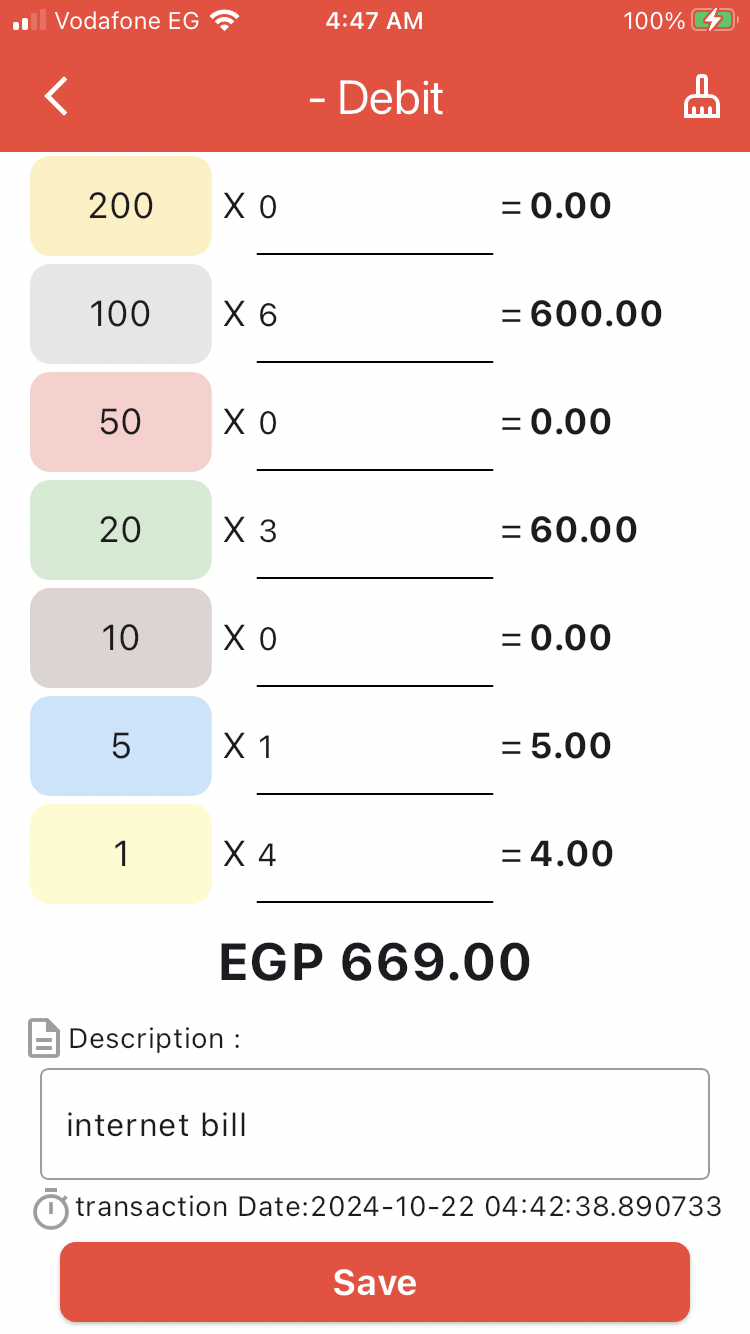 Vodafone EG 4:47 AM 100%
- Debit
200 X 0 = 0.00
100 X 6 = 600.00
50 X 0 = 0.00
20 X 3 = 60.00
10 X 0 = 0.00
5 X 1 = 5.00
1 X 4 = 4.00
EGP 669.00
Description :
internet bill
transaction Date:2024-10-22 04:42:38.890733
Save